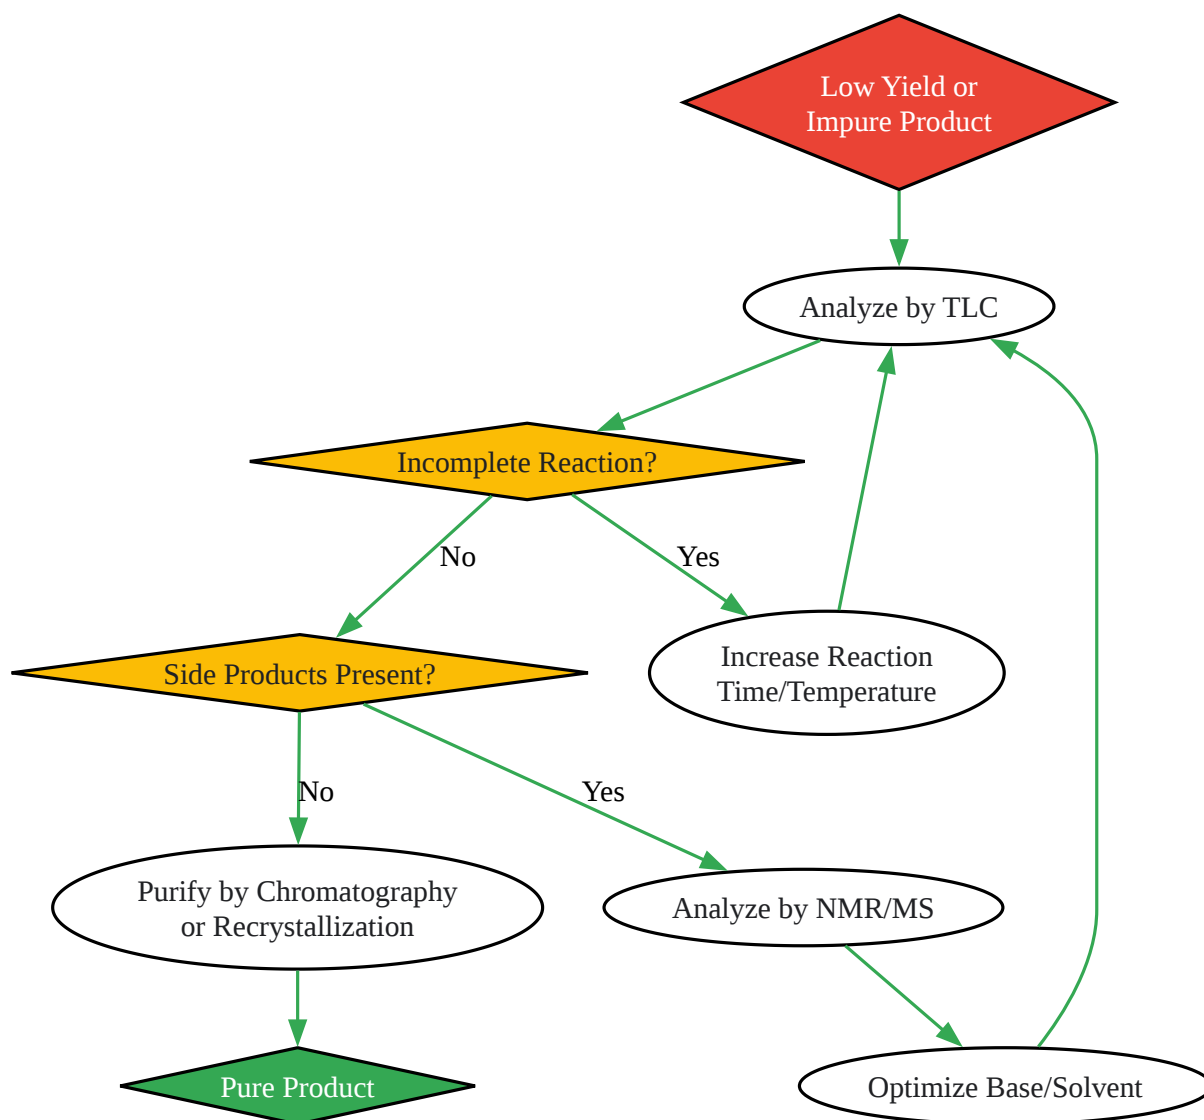 Low Yield or
Impure Product
Analyze by TLC
Incomplete Reaction?
No
Yes
Increase Reaction
Time/Temperature
Side Products Present?
No
Yes
Purify by Chromatography
or Recrystallization
Analyze by NMR/MS
Pure Product
Optimize Base/Solvent